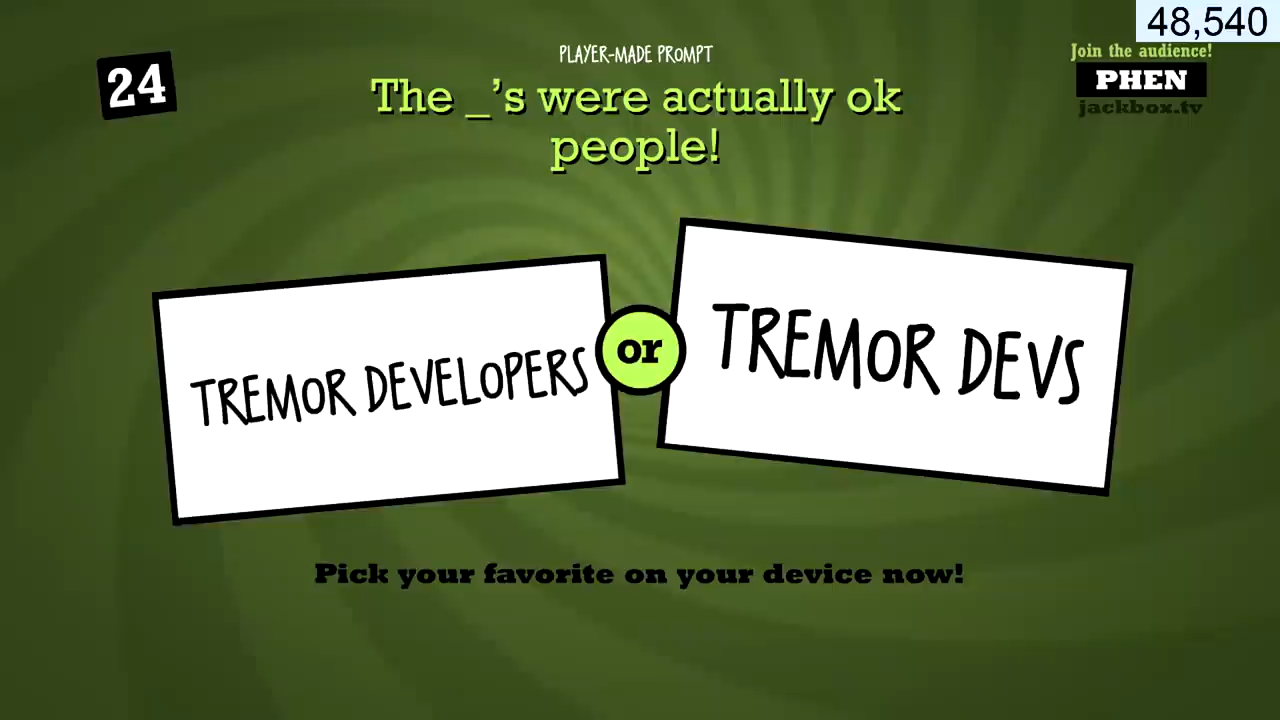 48,540
24
PLAYER-MADE PROMPT
Join the audience!
PHEN
jackbox.tv
The _'s were actually ok
people!
TREMOR DEVELOPERS
or
TREMOR DEVS
Pick your favorite on your device now!